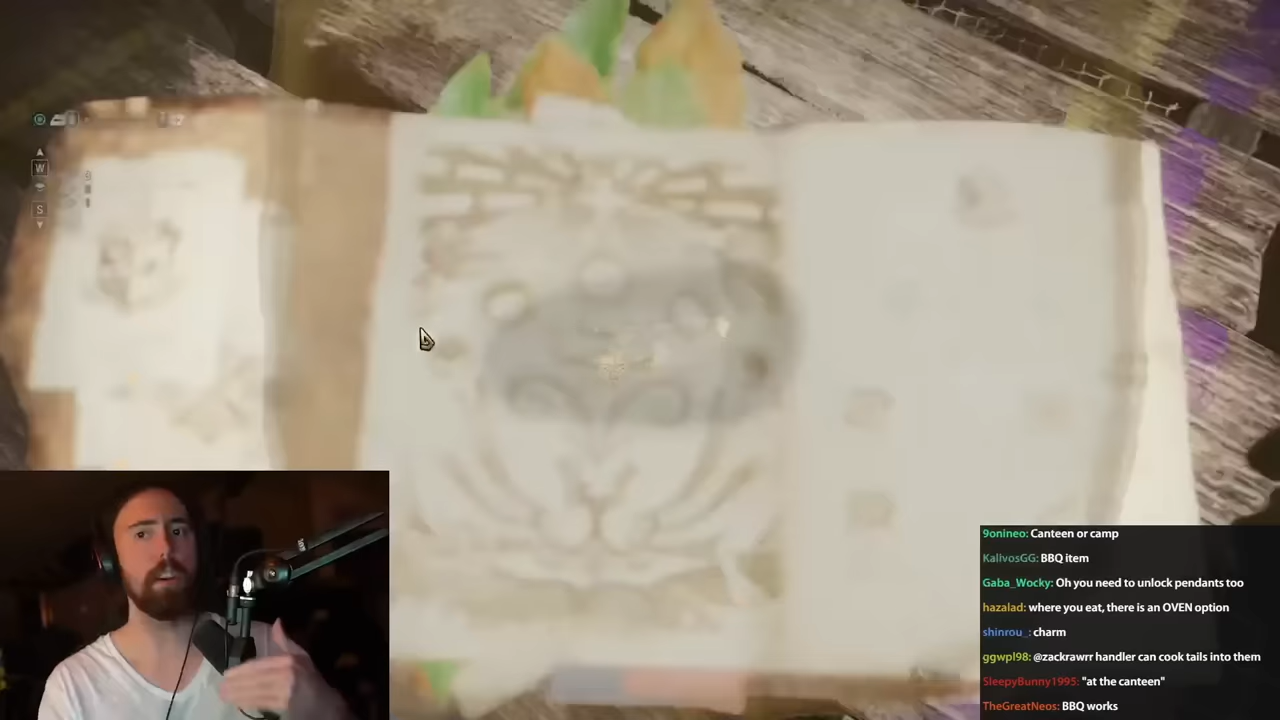 W
S
9onineo: Canteen or camp
KalivosGG: BBQ item
Gaba_Wocky: Oh you need to unlock pendants too
hazalad: where you eat, there is an OVEN option
shinrou_: charm
ggwpl98: @zackrawrr handler can cook tails into them
SleepyBunny1995: "at the canteen"
TheGreatNeos: BBQ works